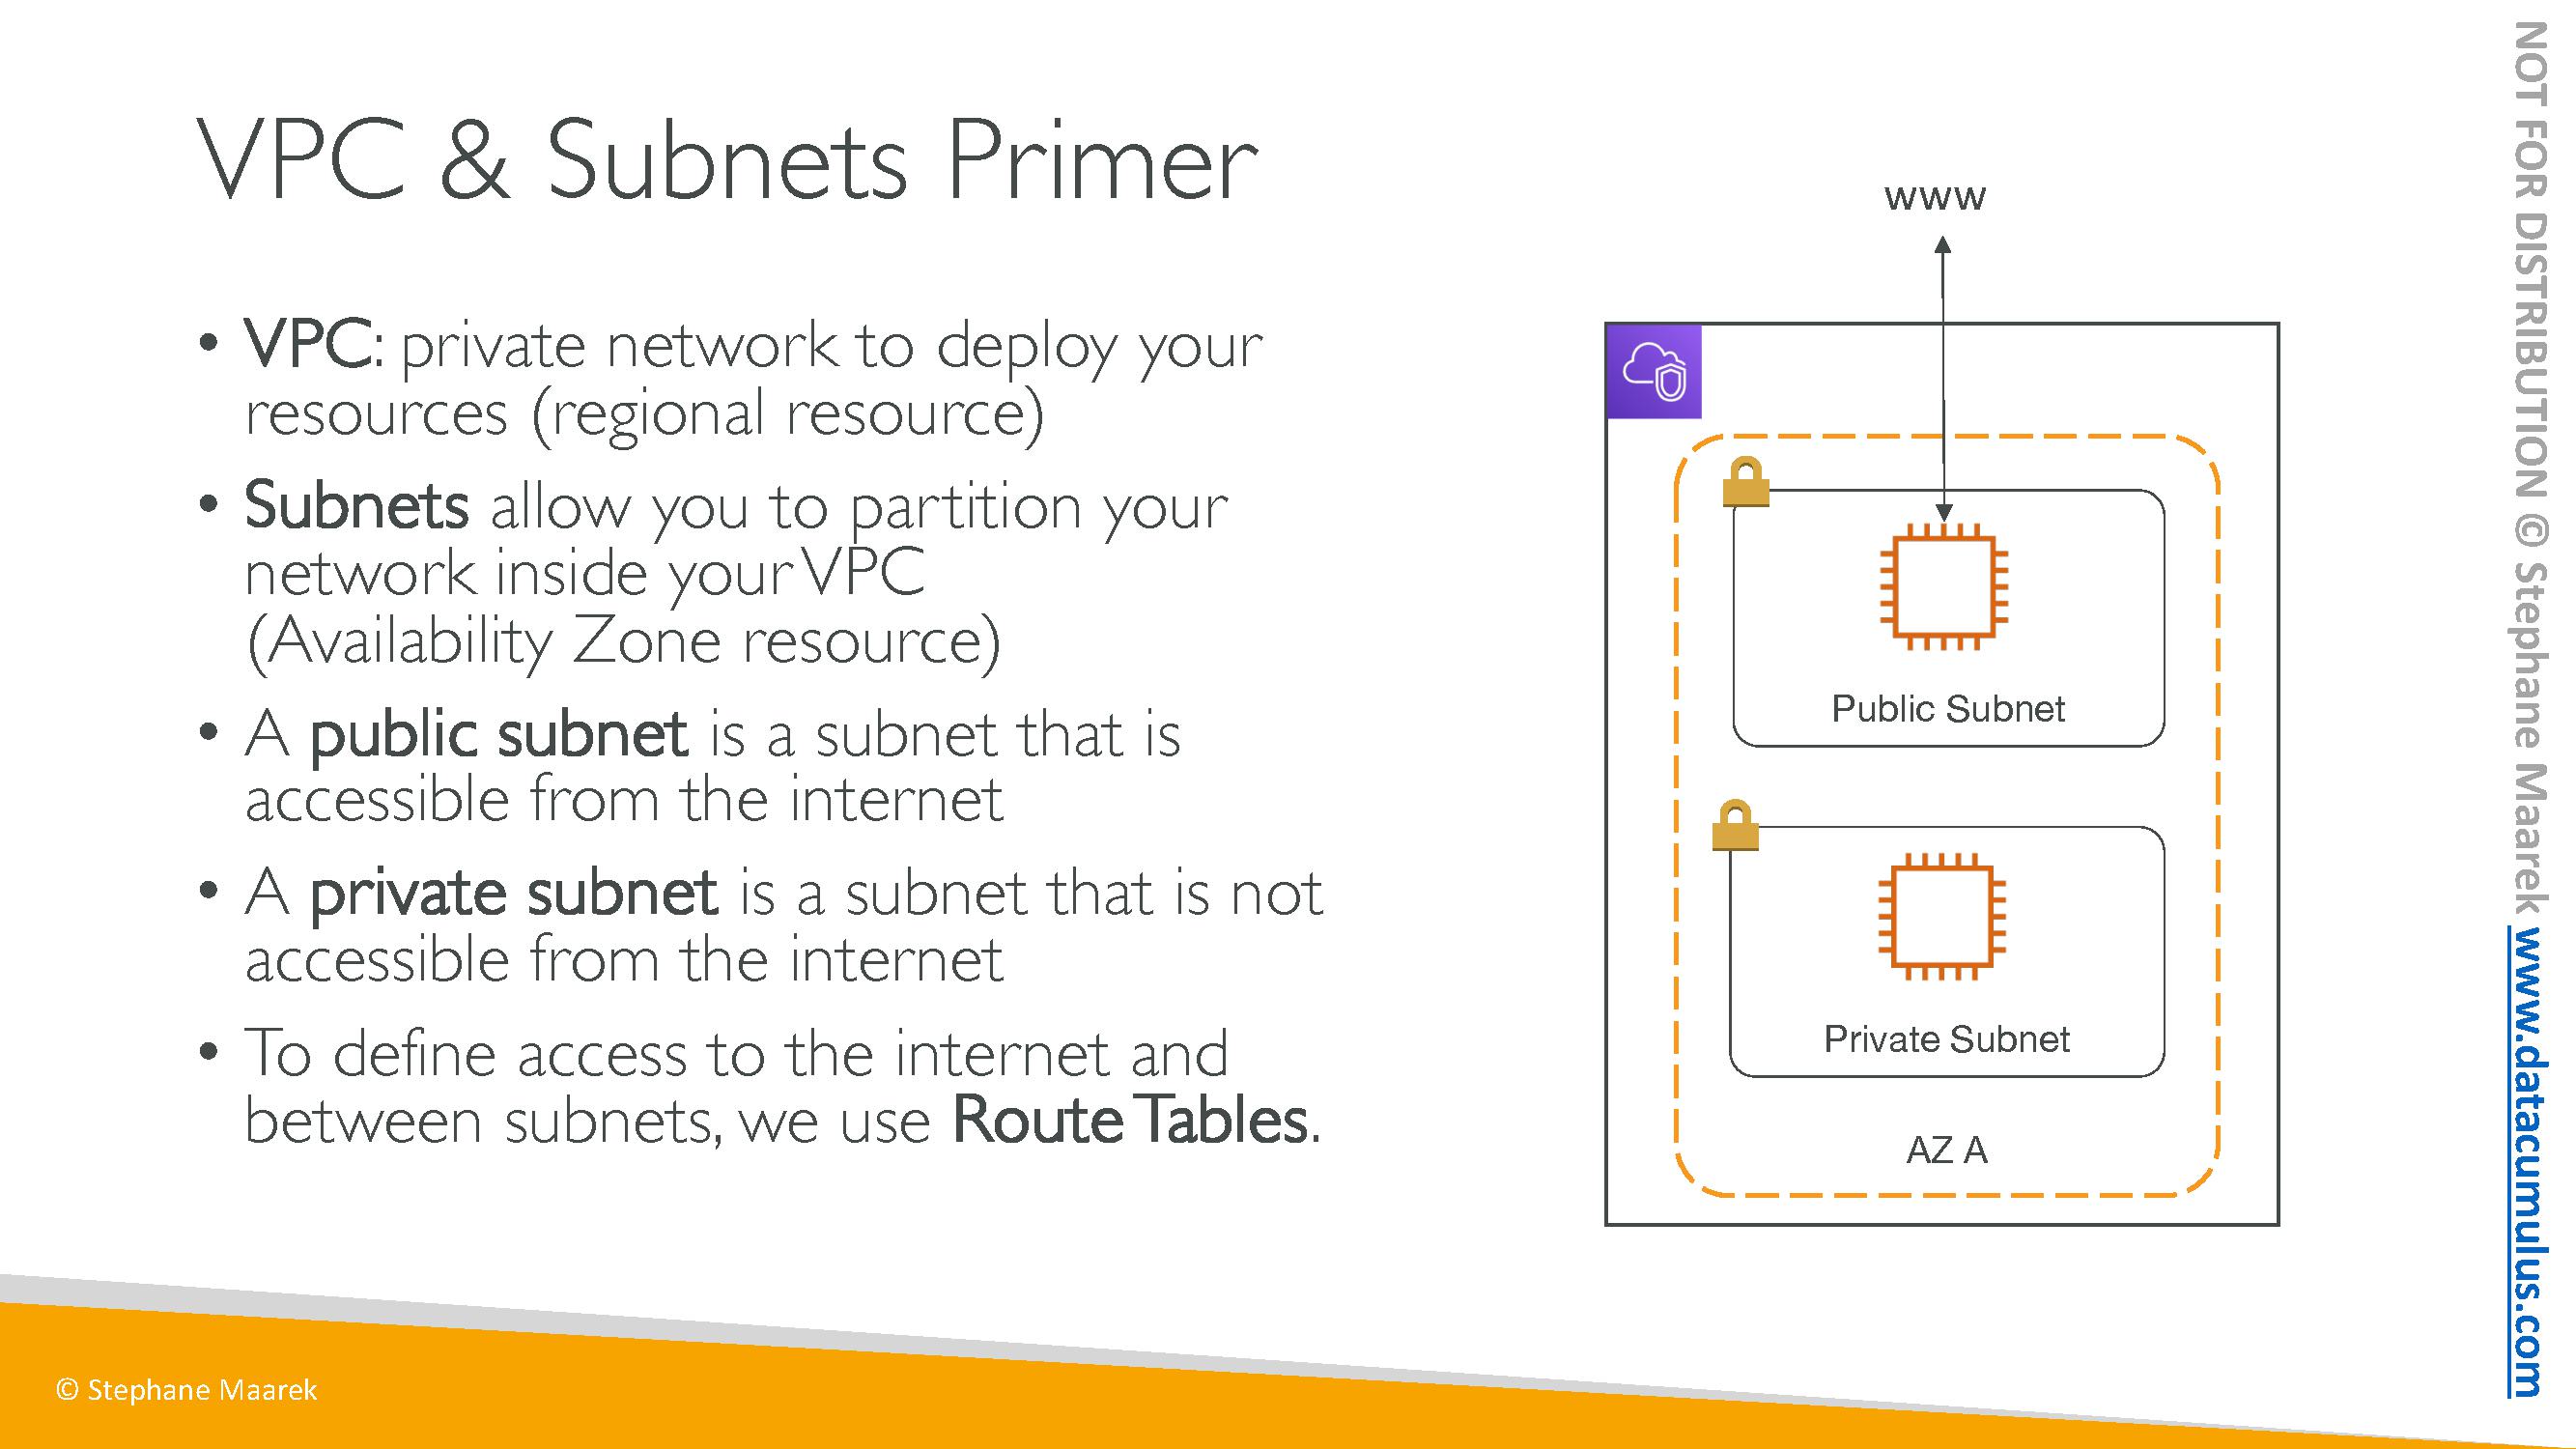 VPC & Subnets Primer
• VPC: private network to deploy your
resources (regional resource)
• Subnets allow you to partition your
network inside your VPC
(Availability Zone resource)
• A public subnet is a subnet that is
accessible from the internet
• A private subnet is a subnet that is not
accessible from the internet
• To define access to the internet and
between subnets, we use Route Tables.
www
Public Subnet
Private Subnet
AZ A
© Stephane Maarek
NOT FOR DISTRIBUTION © Stephane Maarek www.datacumulus.com